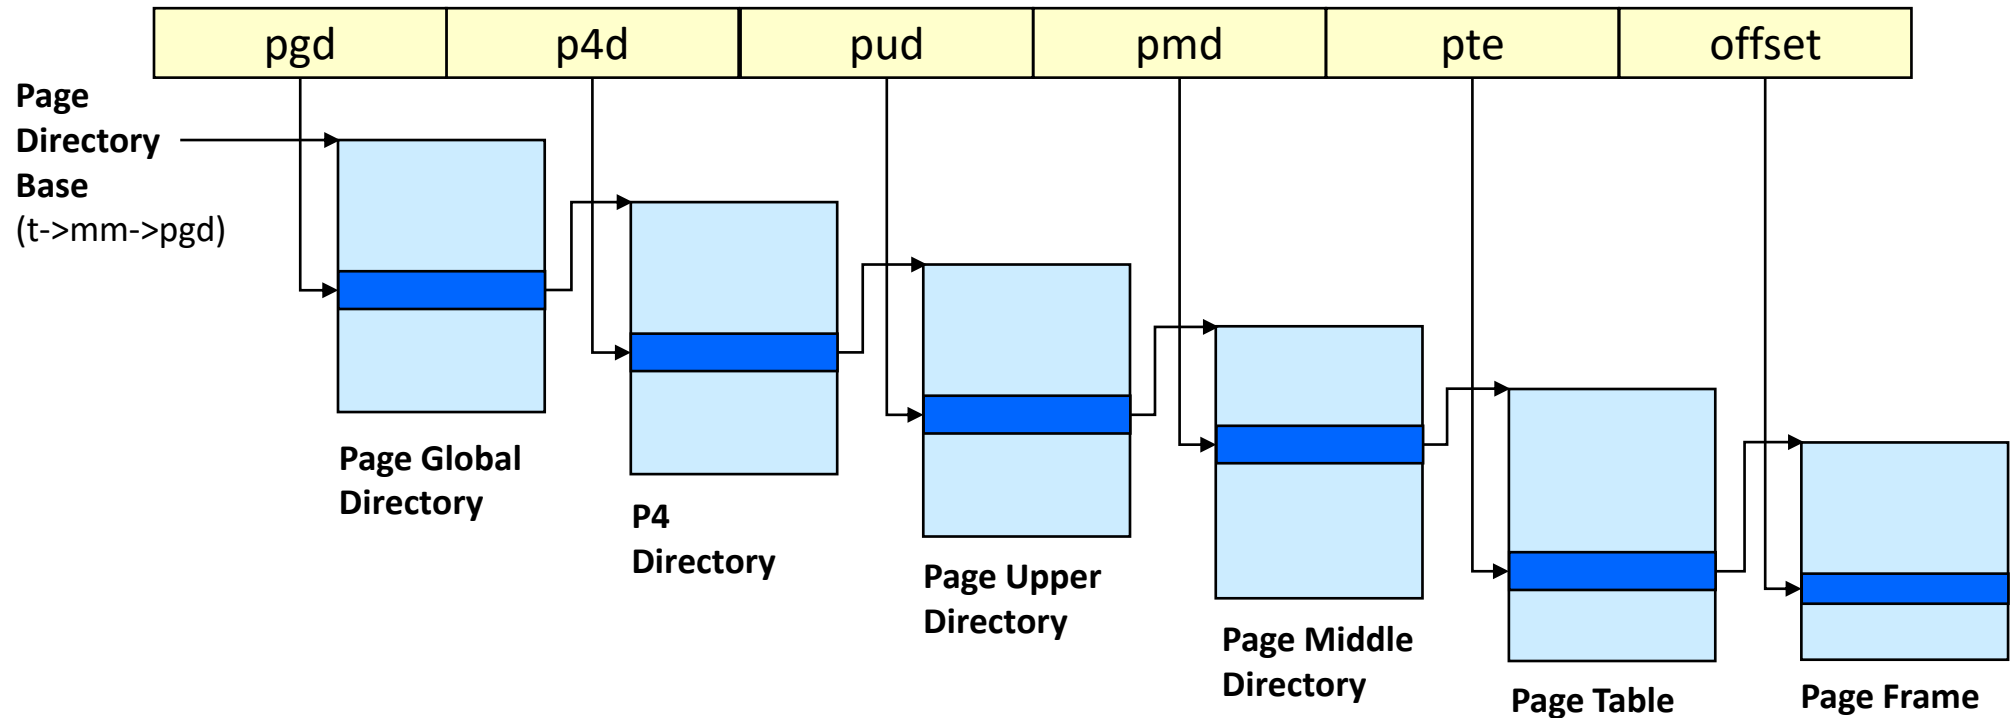 pgd p4d pud pmd pte offset
Page
Directory
Base
(t->mm->pgd)
Page Global
Directory
P4
Directory
Page Upper
Directory
Page Middle
Directory
Page Table
Page Frame